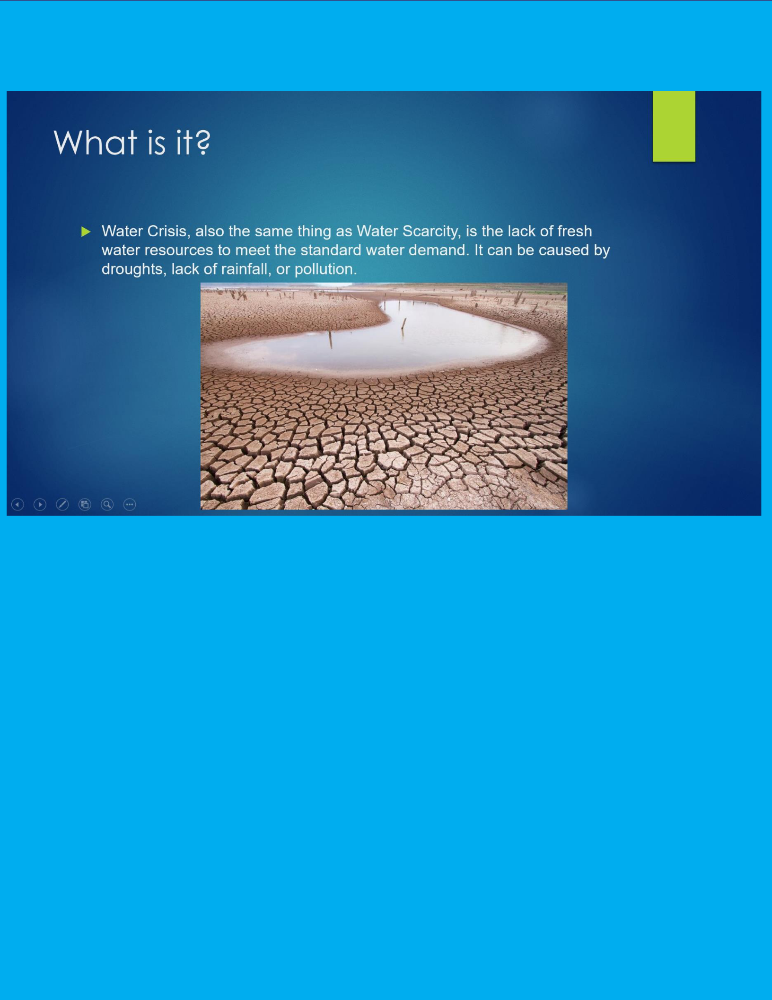 What is it?
Water Crisis, also the same thing as Water Scarcity, is the lack of fresh
water resources to meet the standard water demand. It can be caused by
droughts, lack of rainfall, or pollution.